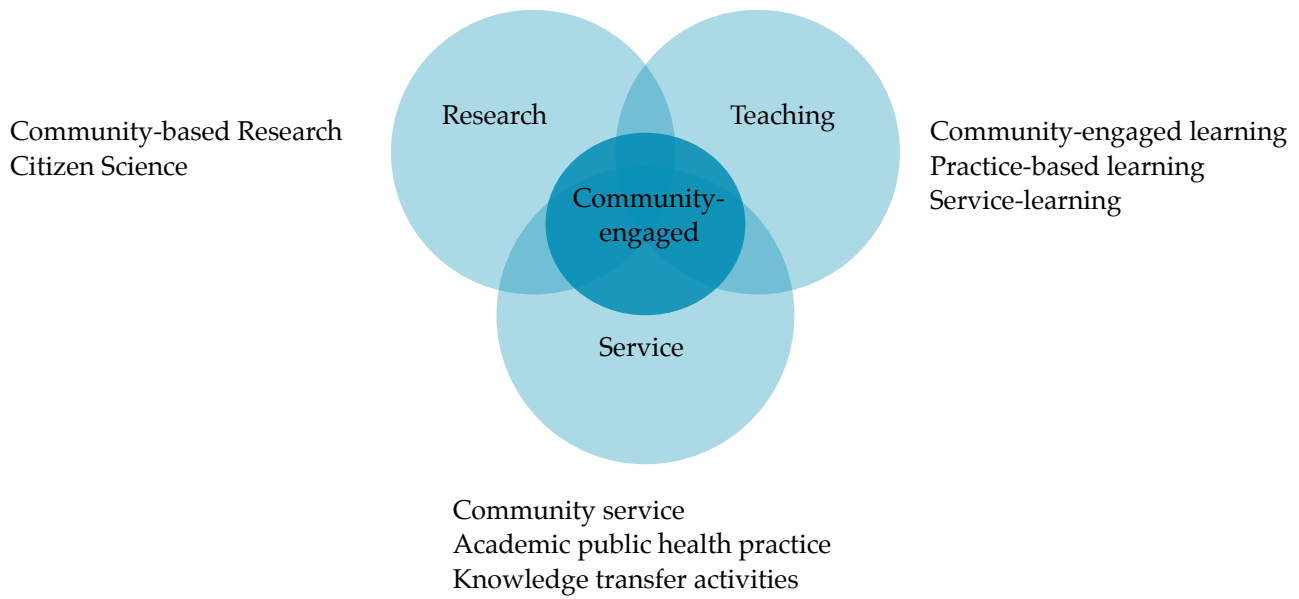 Research
Teaching
Community-based Research
Citizen Science
Community-engaged learning
Practice-based learning
Service-learning
Community-
engaged
Service
Community service
Academic public health practice
Knowledge transfer activities